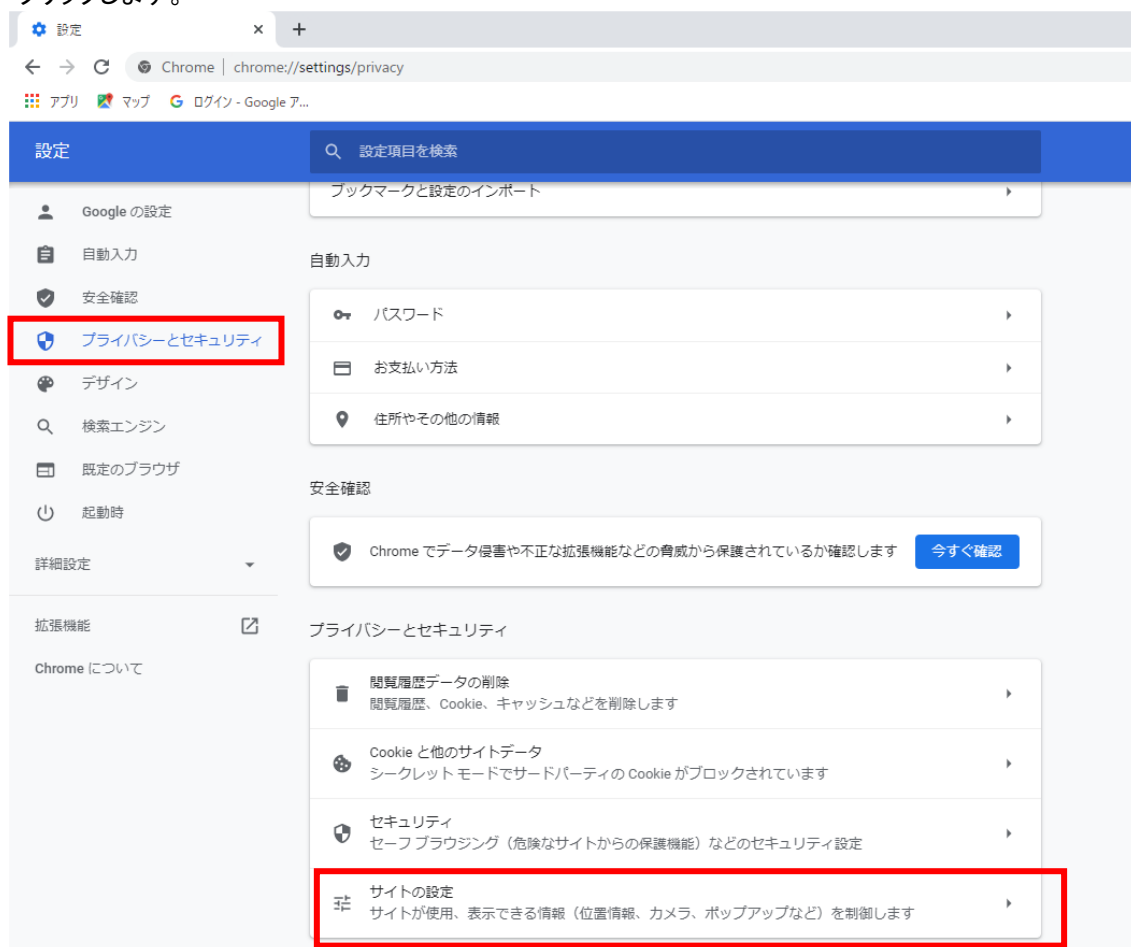 クリックします。
設定
Chrome | chrome://settings/privacy
アプリ マップ ログイン - Google ア...
設定
設定項目を検索
Google の設定
自動入力
安全確認
プライバシーとセキュリティ
デザイン
検索エンジン
既定のブラウザ
起動時
詳細設定
拡張機能
Chrome について
ブックマークと設定のインポート
自動入力
パスワード
お支払い方法
住所やその他の情報
安全確認
Chrome でデータ侵害や不正な拡張機能などの脅威から保護されているか確認します 今すぐ確認
プライバシーとセキュリティ
閲覧履歴データの削除
閲覧履歴、Cookie、キャッシュなどを削除します
Cookie と他のサイトデータ
シークレット モードでサードパーティの Cookie がブロックされています
セキュリティ
セーフ ブラウジング（危険なサイトからの保護機能）などのセキュリティ設定
サイトの設定
サイトが使用、表示できる情報（位置情報、カメラ、ポップアップなど）を制御します